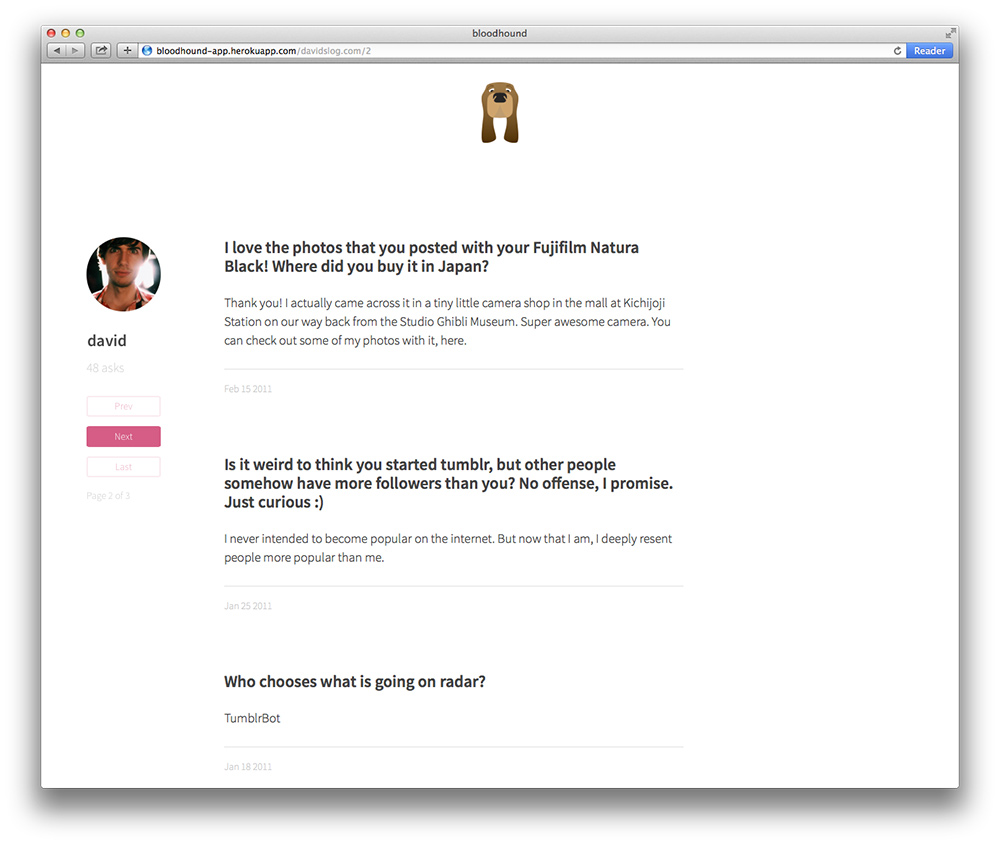 bloodhound
bloodhound-app.herokuapp.com/davidslog.com/2
Reader
I love the photos that you posted with your Fujifilm Natura
Black! Where did you buy it in Japan?
Thank you! I actually came across it in a tiny little camera shop in the mall at Kichijoji
Station on our way back from the Studio Ghibli Museum. Super awesome camera. You
can check out some of my photos with it, here.
Feb 15 2011
david
48 asks
Prev
Next
Last
Page 2 of 3
Is it weird to think you started tumblr, but other people
somehow have more followers than you? No offense, I promise.
Just curious :)
I never intended to become popular on the internet. But now that I am, I deeply resent
people more popular than me.
Jan 25 2011
Who chooses what is going on radar?
TumblrBot
Jan 18 2011